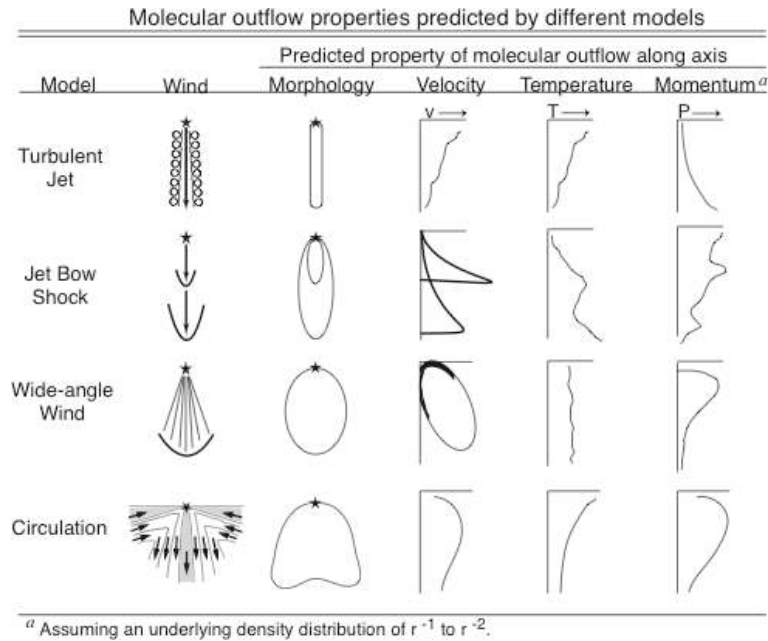 Molecular outflow properties predicted by different models
Predicted property of molecular outflow along axis
Model Wind Morphology Velocity Temperature Momentum a
v T P
Turbulent
Jet
Jet Bow
Shock
Wide-angle
Wind
Circulation
a Assuming an underlying density distribution of r -1 to r -2.